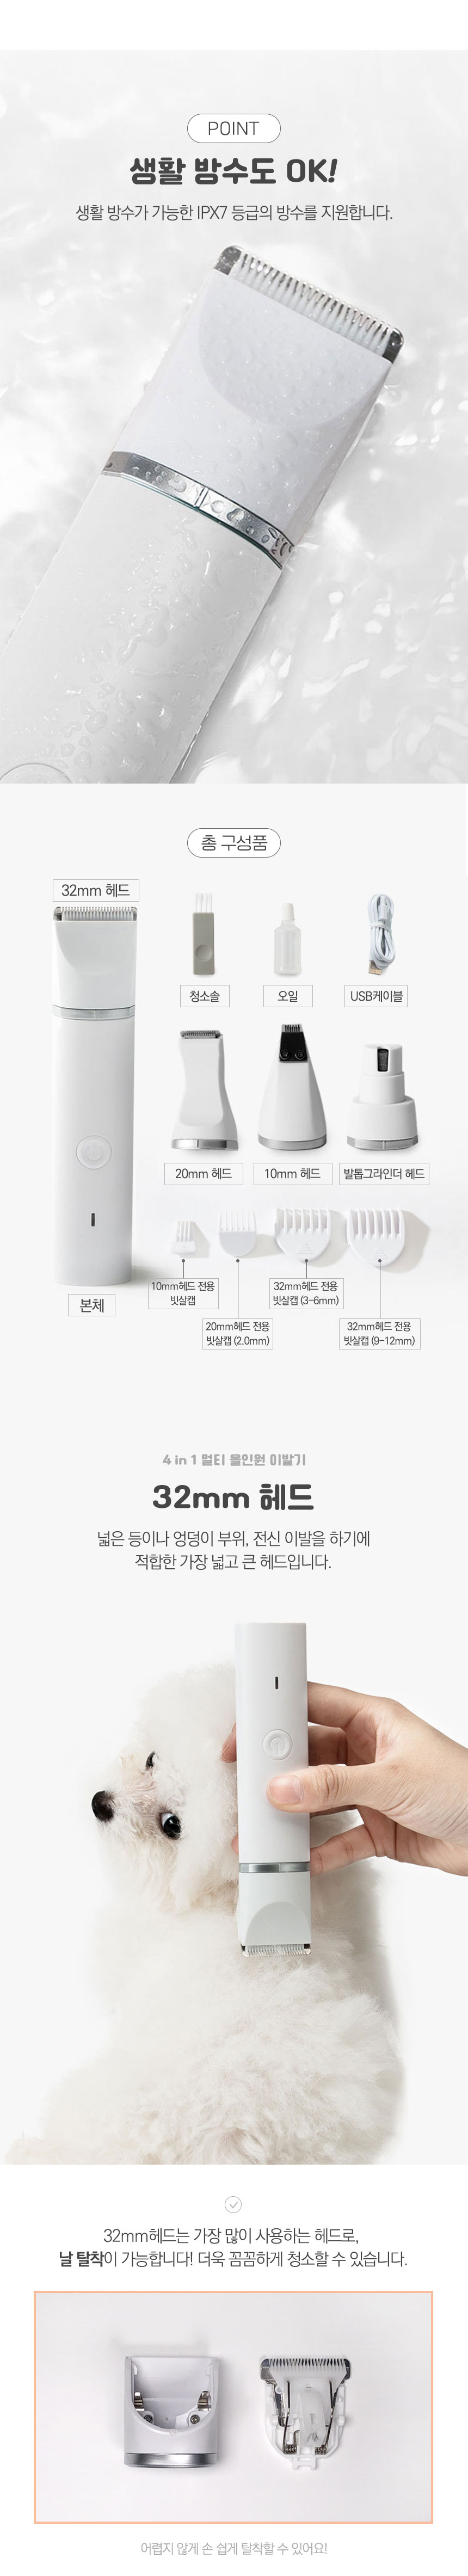 POINT
생활 방수도 OK!
생활 방수가 가능한 IPX7 등급의 방수를 지원합니다.
총 구성품
32mm 헤드
청소솔
오일
USB케이블
20mm 헤드
10mm 헤드
발톱그라인더 헤드
본체
10mm헤드 전용
빗살캡
20mm헤드 전용
빗살캡 (2.0mm)
32mm헤드 전용
빗살캡 (3-6mm)
32mm헤드 전용
빗살캡 (9-12mm)
4 in 1 멀티 올인원 이발기
32mm 헤드
넓은 등이나 엉덩이 부위, 전신 이발을 하기에
적합한 가장 넓고 큰 헤드입니다.
32mm헤드는 가장 많이 사용하는 헤드로,
날 탈착이 가능합니다! 더욱 꼼꼼하게 청소할 수 있습니다.
어렵지 않게 손 쉽게 탈착할 수 있어요!